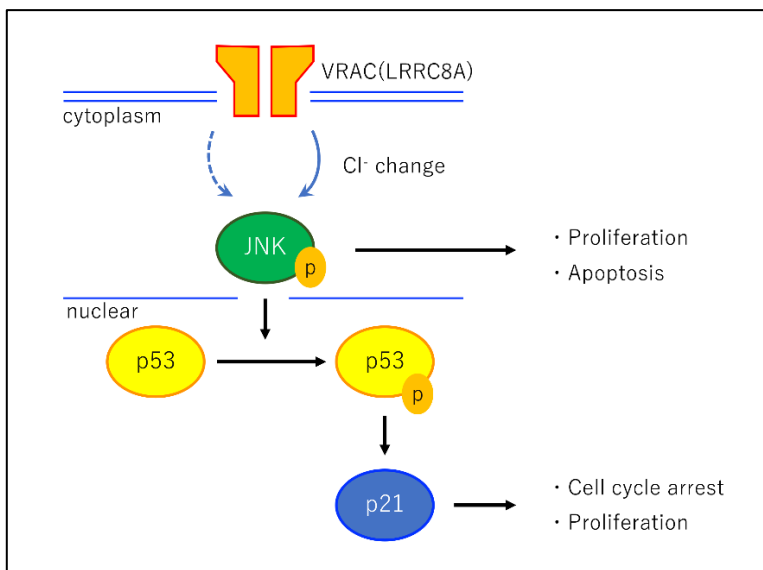 VRAC(LRRC8A)
cytoplasm
Cl⁻ change
JNK
p
・Proliferation
・Apoptosis
nuclear
p53
p53
p
p21
・Cell cycle arrest
・Proliferation